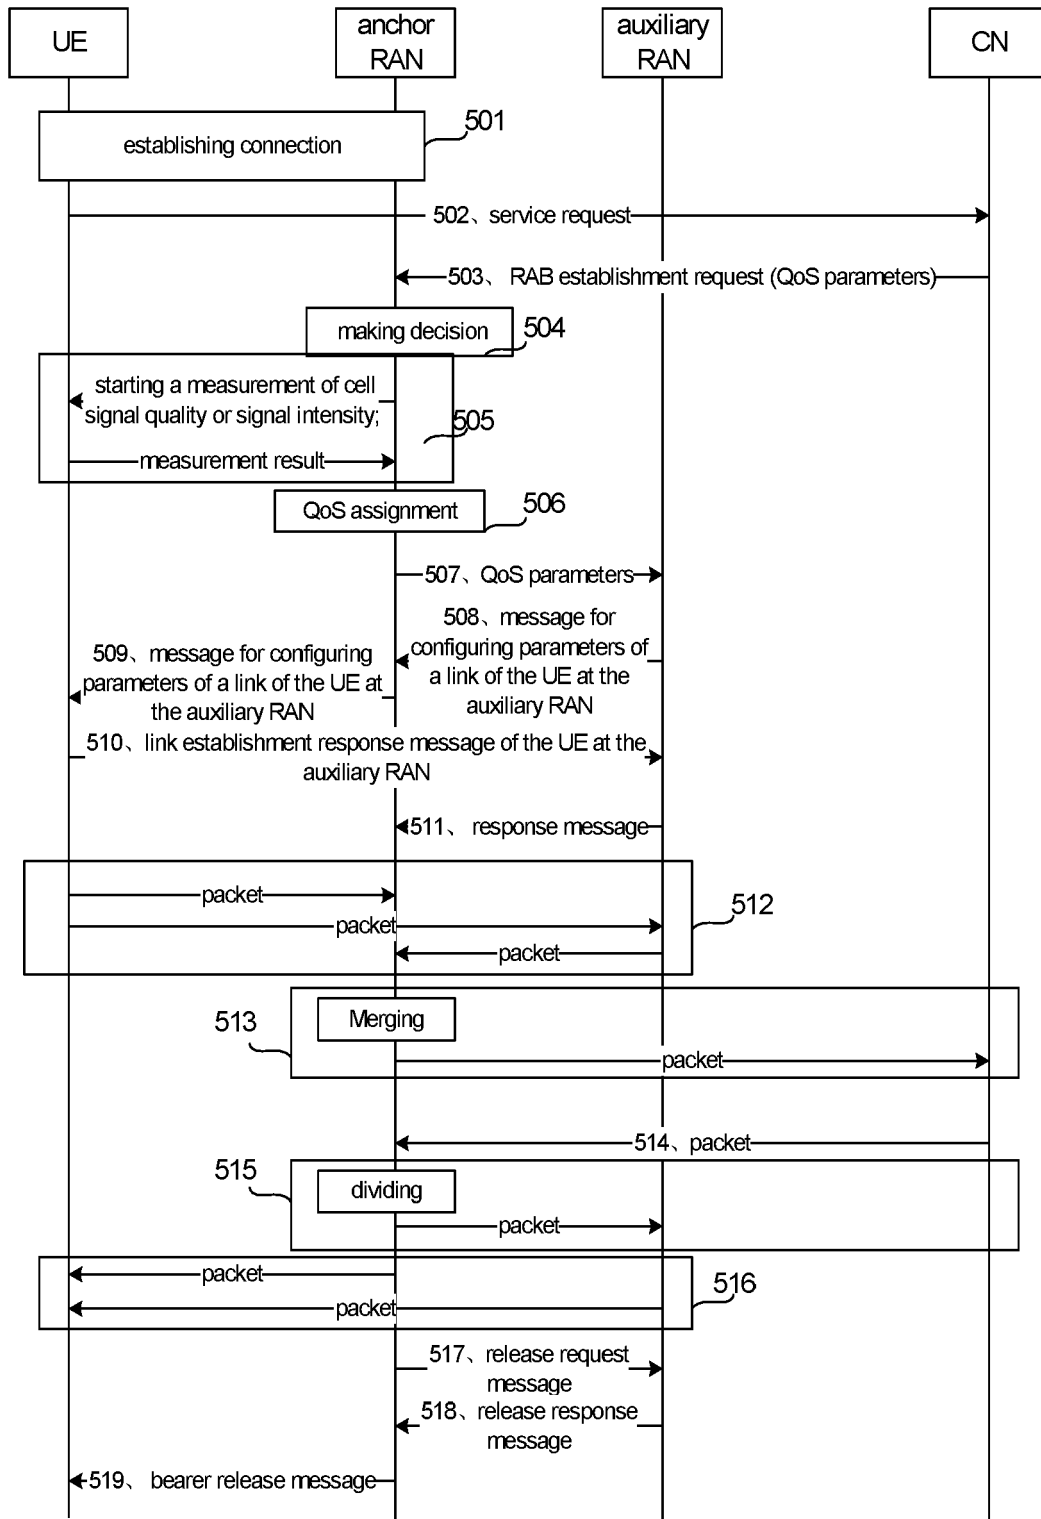 UE
anchor
RAN
auxiliary
RAN
CN
501
establishing connection
502、service request
503、 RAB establishment request (QoS parameters)
making decision
504
starting a measurement of cell
signal quality or signal intensity;
505
measurement result
QoS assignment
506
507、QoS parameters
508、message for
configuring parameters of
a link of the UE at the
auxiliary RAN
509、message for configuring
parameters of a link of the UE at
the auxiliary RAN
510、link establishment response message of the UE at the
auxiliary RAN
511、 response message
packet
packet
packet
512
513
Merging
packet
514、packet
515
dividing
packet
packet
packet
516
517、release request
message
518、release response
message
519、 bearer release message